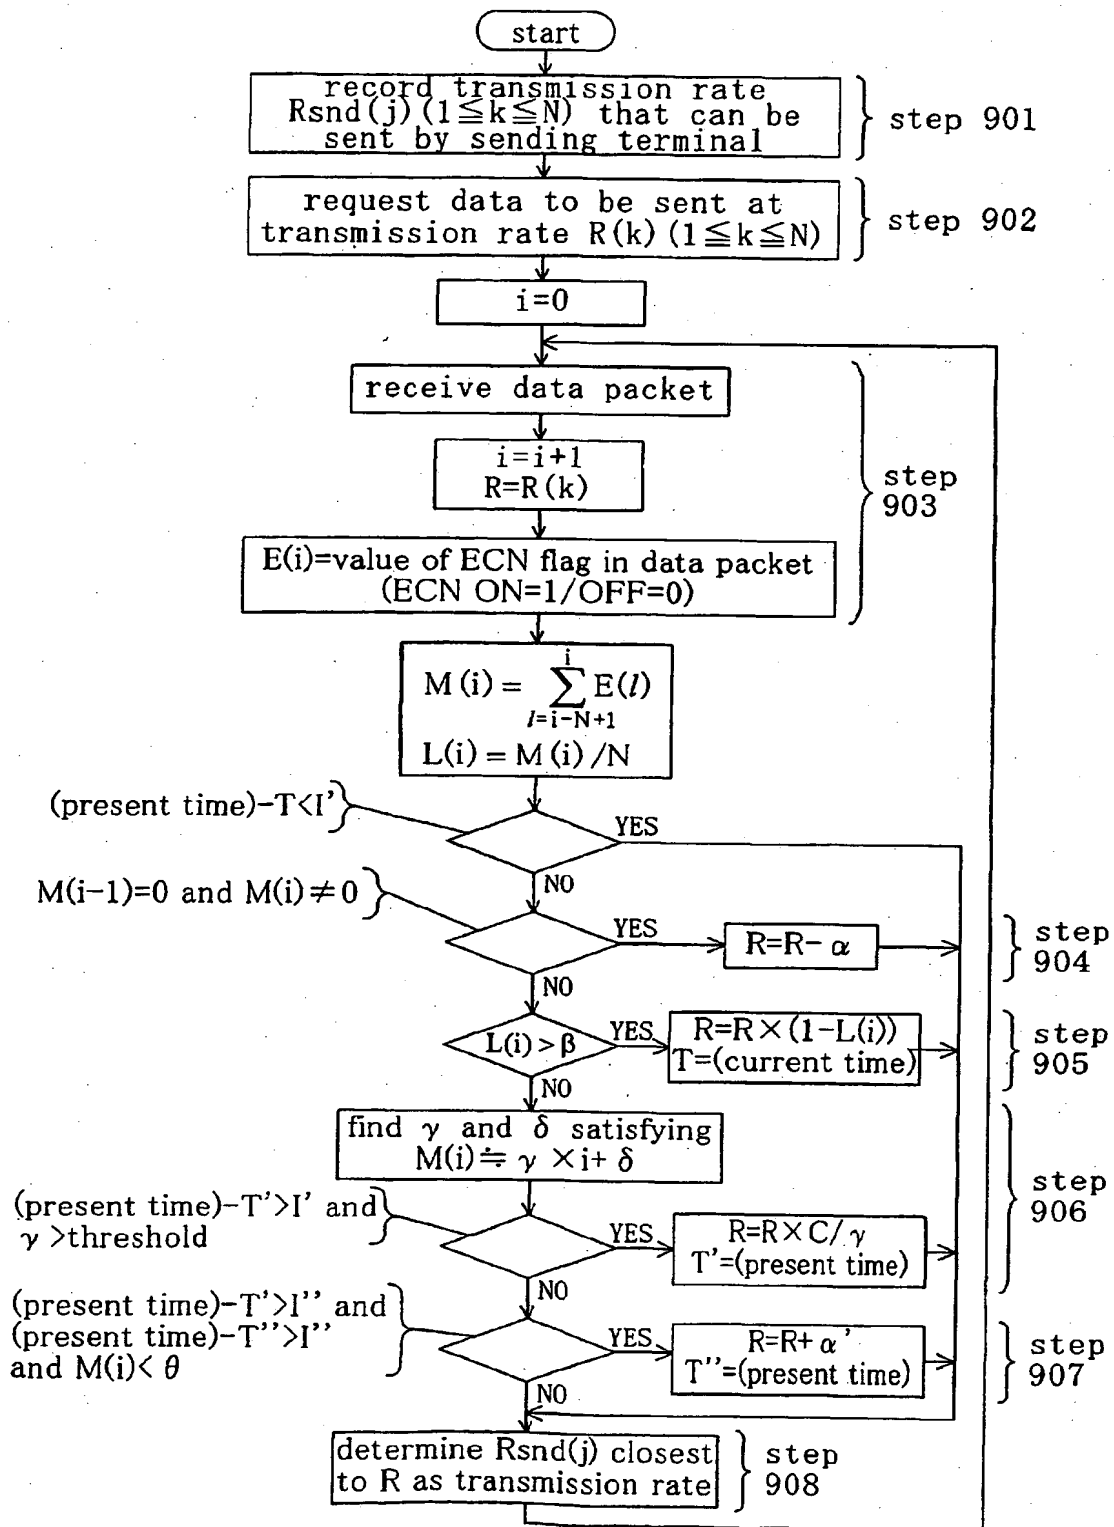 start
record transmission rate
Rsnd(j)(1≦k≦N) that can be
sent by sending terminal
step 901
request data to be sent at
transmission rate R(k)(1≦k≦N)
step 902
i=0
receive data packet
i=i+1
R=R(k)
step
903
E(i)=value of ECN flag in data packet
(ECN ON=1/OFF=0)
M(i) = ∑ E(l)
i
l=i-N+1
L(i) = M(i)/N
(present time)-T<I'
YES
NO
M(i-1)=0 and M(i)≠0
YES
R=R- α
step
904
NO
L(i)>β
YES
R=R×(1-L(i))
T=(current time)
step
905
NO
find γ and δ satisfying
M(i)≒ γ ×i+ δ
step
906
(present time)-T'>I' and
γ >threshold
YES
R=R×C/ γ
T'=(present time)
NO
(present time)-T'>I'' and
(present time)-T''>I''
and M(i)< θ
YES
R=R+ α'
T''=(present time)
step
907
NO
determine Rsnd(j) closest
to R as transmission rate
step
908